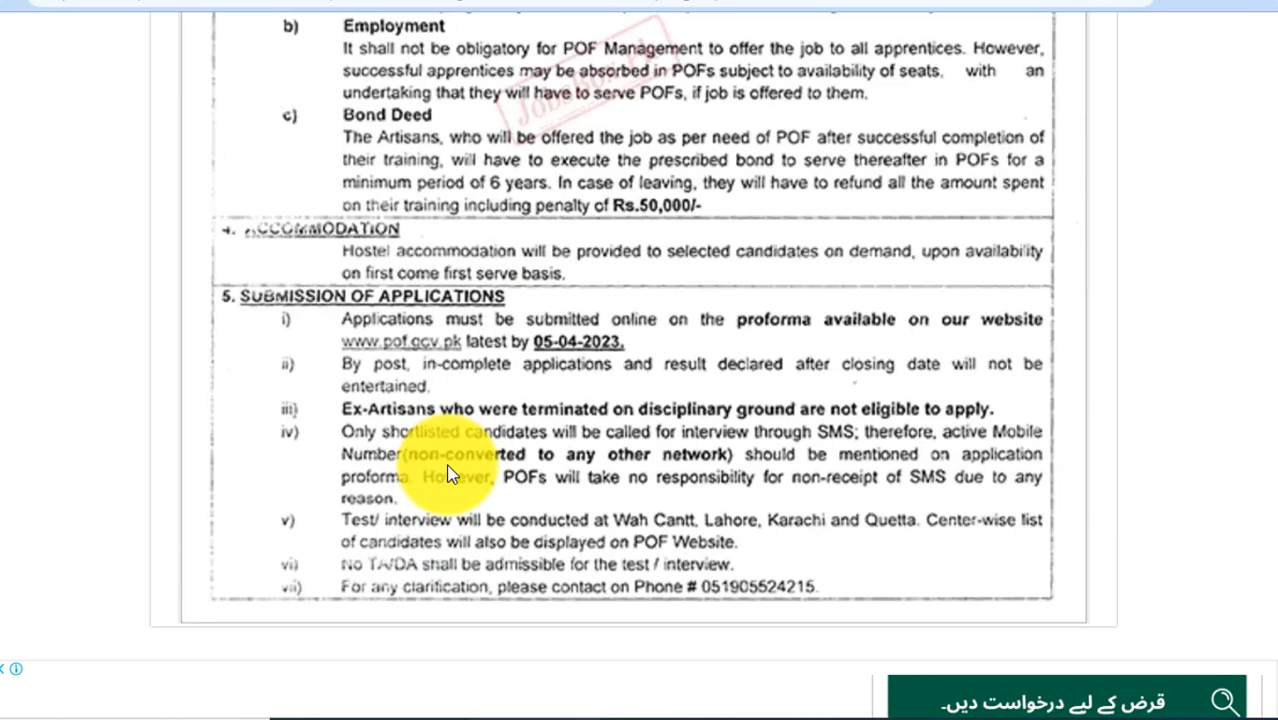 b) Employment
It shall not be obligatory for POF Management to offer the job to all apprentices. However,
successful apprentices may be absorbed in POFs subject to availability of seats, with an
undertaking that they will have to serve POFs, if job is offered to them.
c) Bond Deed
The Artisans, who will be offered the job as per need of POF after successful completion of
their training, will have to execute the prescribed bond to serve thereafter in POFs for a
minimum period of 6 years. In case of leaving, they will have to refund all the amount spent
on their training including penalty of Rs.50,000/-
JobsBox.Pk
4. ACCOMMODATION
Hostel accommodation will be provided to selected candidates on demand, upon availability
on first come first serve basis.
5. SUBMISSION OF APPLICATIONS
i) Applications must be submitted online on the proforma available on our website
www.pof.gov.pk latest by 05-04-2023.
ii) By post, in-complete applications and result declared after closing date will not be
entertained.
iii) Ex-Artisans who were terminated on disciplinary ground are not eligible to apply.
iv) Only shortlisted candidates will be called for interview through SMS; therefore, active Mobile
Number(non-converted to any other network) should be mentioned on application
proforma. However, POFs will take no responsibility for non-receipt of SMS due to any
reason.
v) Test/ interview will be conducted at Wah Cantt, Lahore, Karachi and Quetta. Center-wise list
of candidates will also be displayed on POF Website.
vi) No TA/DA shall be admissible for the test / interview.
vii) For any clarification, please contact on Phone # 051905524215.
قرض کے لیے درخواست دیں۔